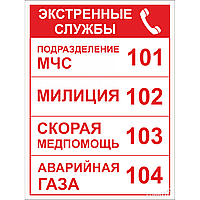 ЭКСТРЕННЫЕ
СЛУЖБЫ
ПОДРАЗДЕЛЕНИЕ
МЧС 101
МИЛИЦИЯ 102
СКОРАЯ
МЕДПОМОЩЬ 103
АВАРИЙНАЯ
ГАЗА 104